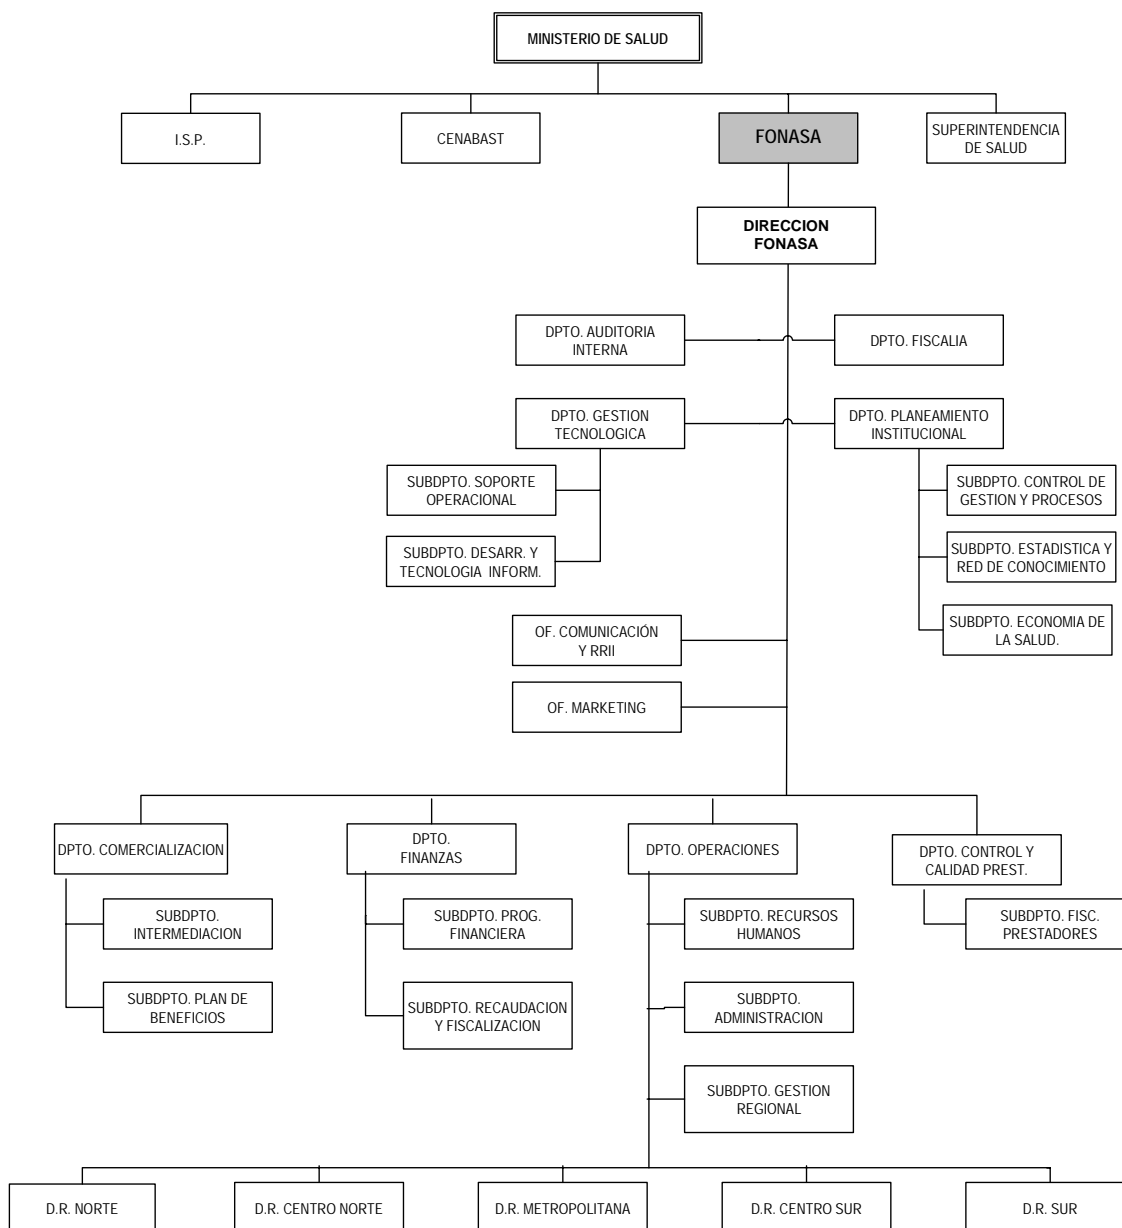 MINISTERIO DE SALUD
I.S.P.
CENABAST
FONASA
SUPERINTENDENCIA
DE SALUD
DIRECCION
FONASA
DPTO. AUDITORIA
INTERNA
DPTO. FISCALIA
DPTO. GESTION
TECNOLOGICA
DPTO. PLANEAMIENTO
INSTITUCIONAL
SUBDPTO. SOPORTE
OPERACIONAL
SUBDPTO. CONTROL DE
GESTION Y PROCESOS
SUBDPTO. DESARR. Y
TECNOLOGIA INFORM.
SUBDPTO. ESTADISTICA Y
RED DE CONOCIMIENTO
OF. COMUNICACIÓN
Y RRII
SUBDPTO. ECONOMIA DE
LA SALUD.
OF. MARKETING
DPTO. COMERCIALIZACION
DPTO.
FINANZAS
DPTO. OPERACIONES
DPTO. CONTROL Y
CALIDAD PREST.
SUBDPTO.
INTERMEDIACION
SUBDPTO. PROG.
FINANCIERA
SUBDPTO. RECURSOS
HUMANOS
SUBDPTO. FISC.
PRESTADORES
SUBDPTO. PLAN DE
BENEFICIOS
SUBDPTO. RECAUDACION
Y FISCALIZACION
SUBDPTO.
ADMINISTRACION
SUBDPTO. GESTION
REGIONAL
D.R. NORTE
D.R. CENTRO NORTE
D.R. METROPOLITANA
D.R. CENTRO SUR
D.R. SUR